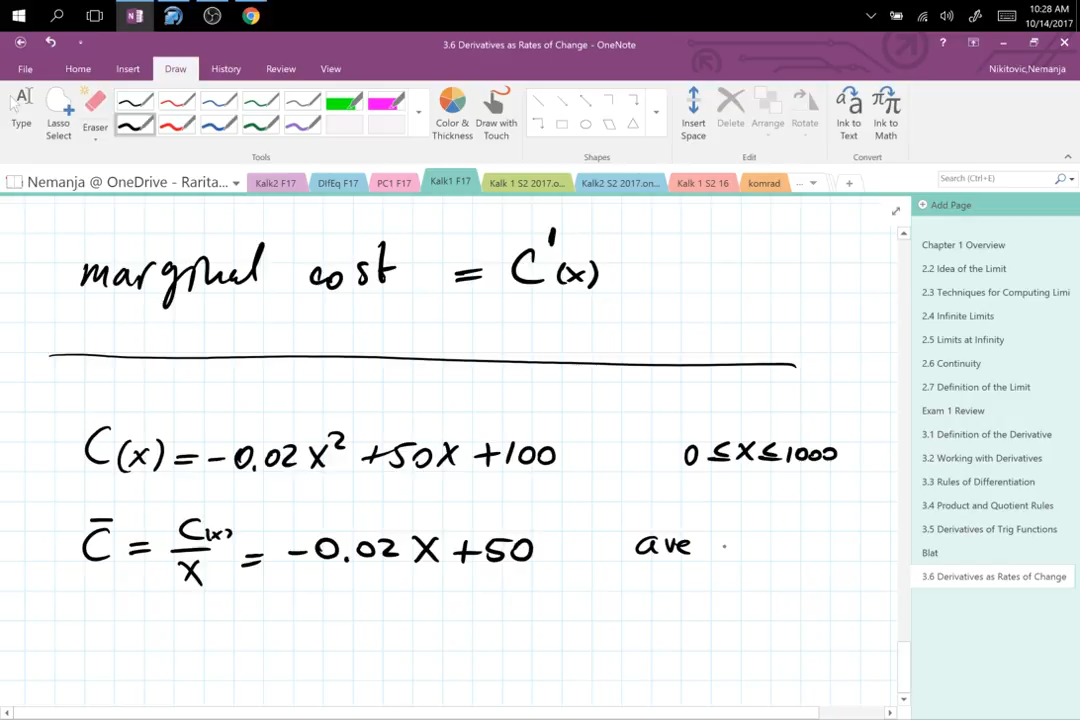 10:28 AM
10/14/2017
3.6 Derivatives as Rates of Change - OneNote
?
File Home Insert Draw History Review View
Nikitovic,Nemanja
Type
Lasso Select
Eraser
Color & Thickness
Draw with Touch
Insert Space
Delete
Arrange
Rotate
Ink to Text
Ink to Math
Tools
Shapes
Edit
Convert
Nemanja @ OneDrive - Rarita...
Kalk2 F17
DIfEq F17
PC1 F17
Kalk1 F17
Kalk 1 S2 2017.o...
Kalk2 S2 2017.on...
Kalk 1 S2 16
komrad
...
Search (Ctrl+E)
Add Page
Chapter 1 Overview
2.2 Idea of the Limit
2.3 Techniques for Computing Limi
2.4 Infinite Limits
2.5 Limits at Infinity
2.6 Continuity
2.7 Definition of the Limit
Exam 1 Review
3.1 Definition of the Derivative
3.2 Working with Derivatives
3.3 Rules of Differentiation
3.4 Product and Quotient Rules
3.5 Derivatives of Trig Functions
Blat
3.6 Derivatives as Rates of Change
marginal cost = C'(x)
C(x) = -0.02x² +50x +100 0 ≤ x ≤ 1000
C̄ = C(x)/x = -0.02x +50 ave